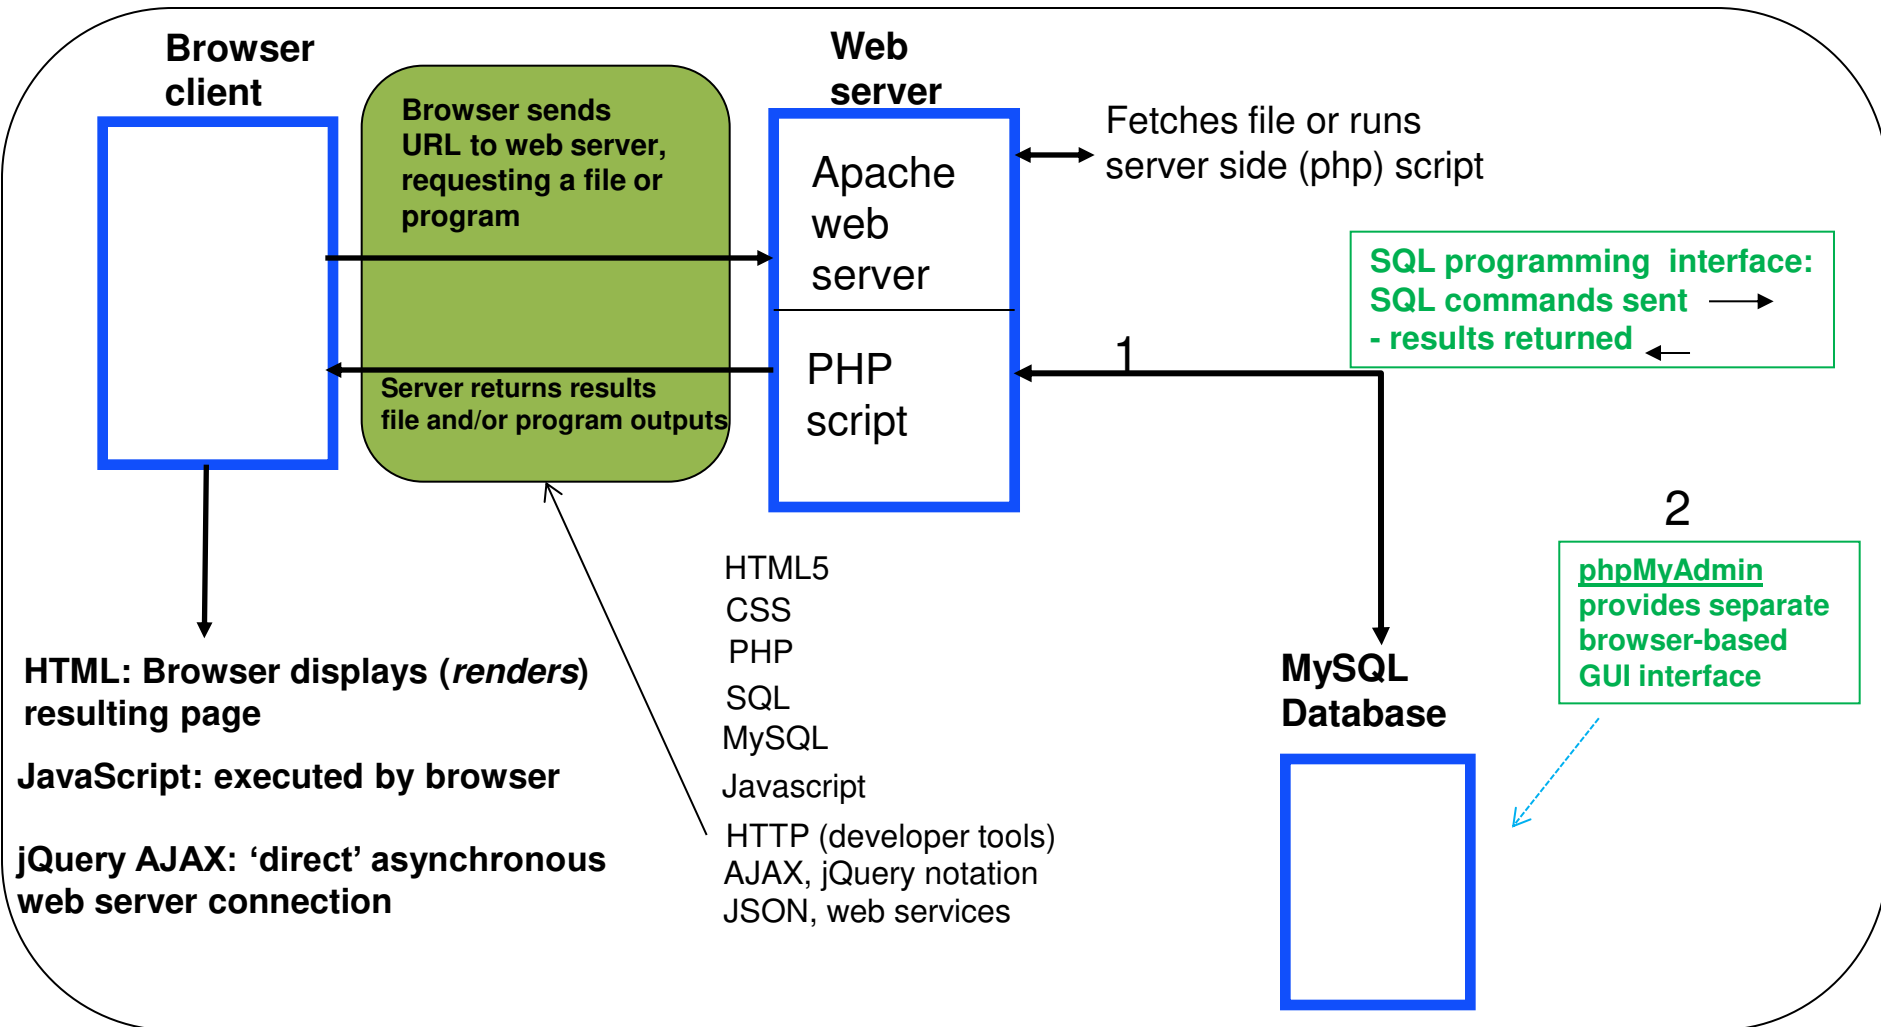 Browser
client
Browser sends
URL to web server,
requesting a file or
program
Server returns results
file and/or program outputs
Web
server
Apache
web
server
PHP
script
Fetches file or runs
server side (php) script
SQL programming interface:
SQL commands sent
- results returned
1
2
phpMyAdmin
provides separate
browser-based
GUI interface
MySQL
Database
HTML: Browser displays (renders)
resulting page
JavaScript: executed by browser
jQuery AJAX: ‘direct’ asynchronous
web server connection
HTML5
CSS
PHP
SQL
MySQL
Javascript
HTTP (developer tools)
AJAX, jQuery notation
JSON, web services